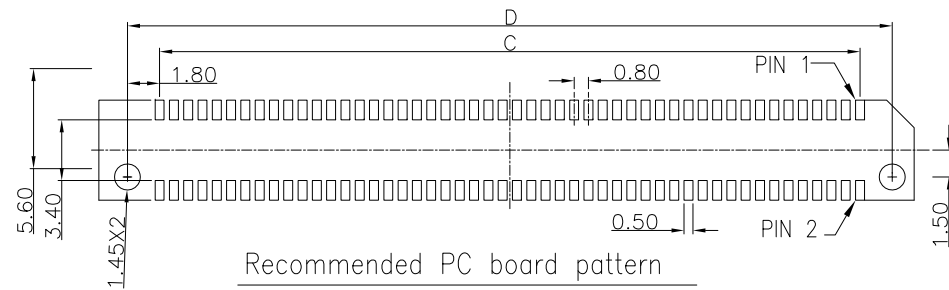 D
C
1.80
0.80
PIN 1
5.60
3.40
1.50
1.45X2
0.50
PIN 2
Recommended PC board pattern